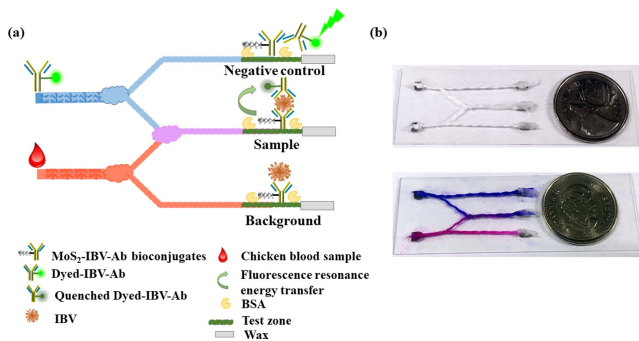 (a)
(b)
Negative control
Sample
Background
MoS₂-IBV-Ab bioconjugates
Dyed-IBV-Ab
Quenched Dyed-IBV-Ab
IBV
Chicken blood sample
Fluorescence resonance
energy transfer
BSA
Test zone
Wax